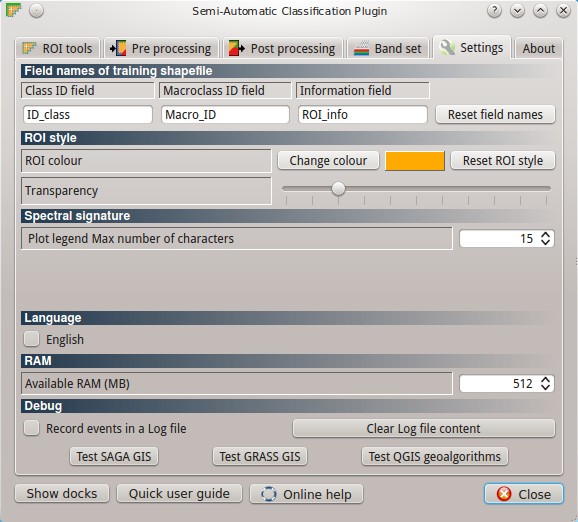 Semi-Automatic Classification Plugin
ROI tools Pre processing Post processing Band set Settings About
Field names of training shapefile
Class ID field Macroclass ID field Information field
ID_class Macro_ID ROI_info Reset field names
ROI style
ROI colour Change colour Reset ROI style
Transparency
Spectral signature
Plot legend Max number of characters 15
Language
English
RAM
Available RAM (MB) 512
Debug
Record events in a Log file Clear Log file content
Test SAGA GIS Test GRASS GIS Test QGIS geoalgorithms
Show docks Quick user guide Online help Close